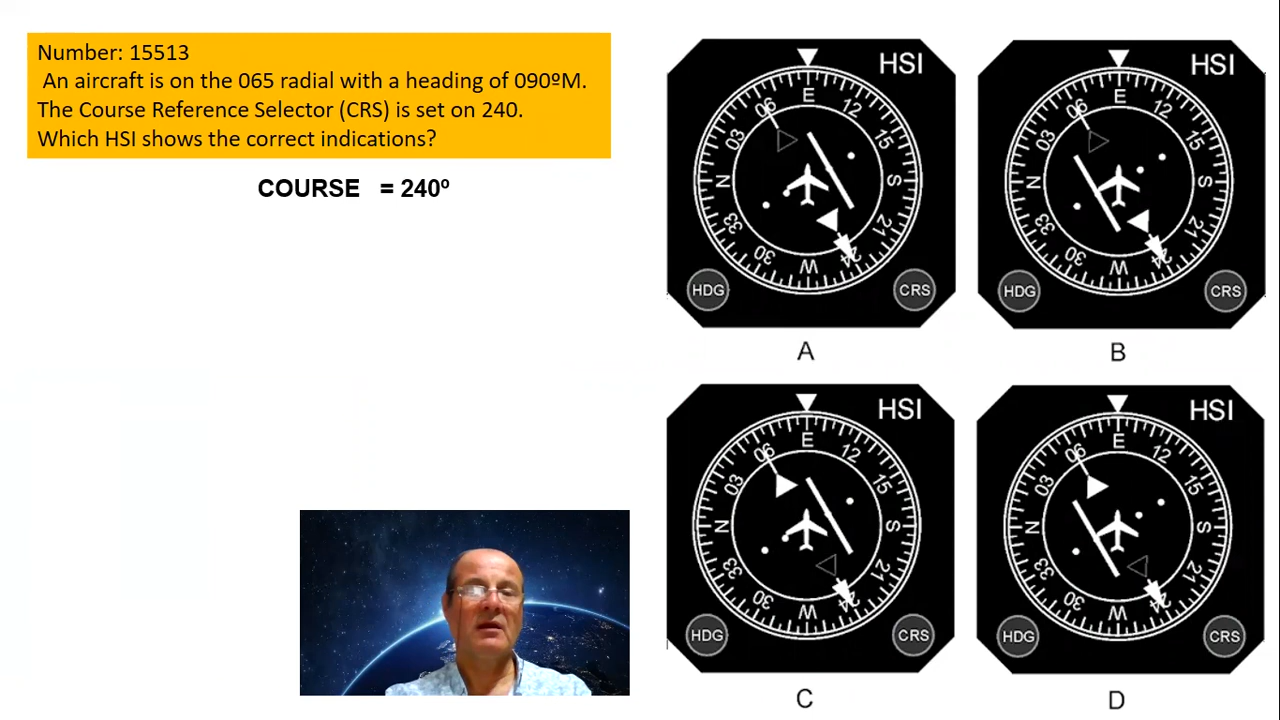 Number: 15513
An aircraft is on the 065 radial with a heading of 090ºM.
The Course Reference Selector (CRS) is set on 240.
Which HSI shows the correct indications?
COURSE = 240º
HSI
E 12 15 S 21 24 W 30 33 N 03 06
HDG CRS
A
HSI
E 12 15 S 21 24 W 30 33 N 03 06
HDG CRS
B
HSI
E 12 15 S 21 24 W 30 33 N 03 06
HDG CRS
C
HSI
E 12 15 S 21 24 W 30 33 N 03 06
HDG CRS
D